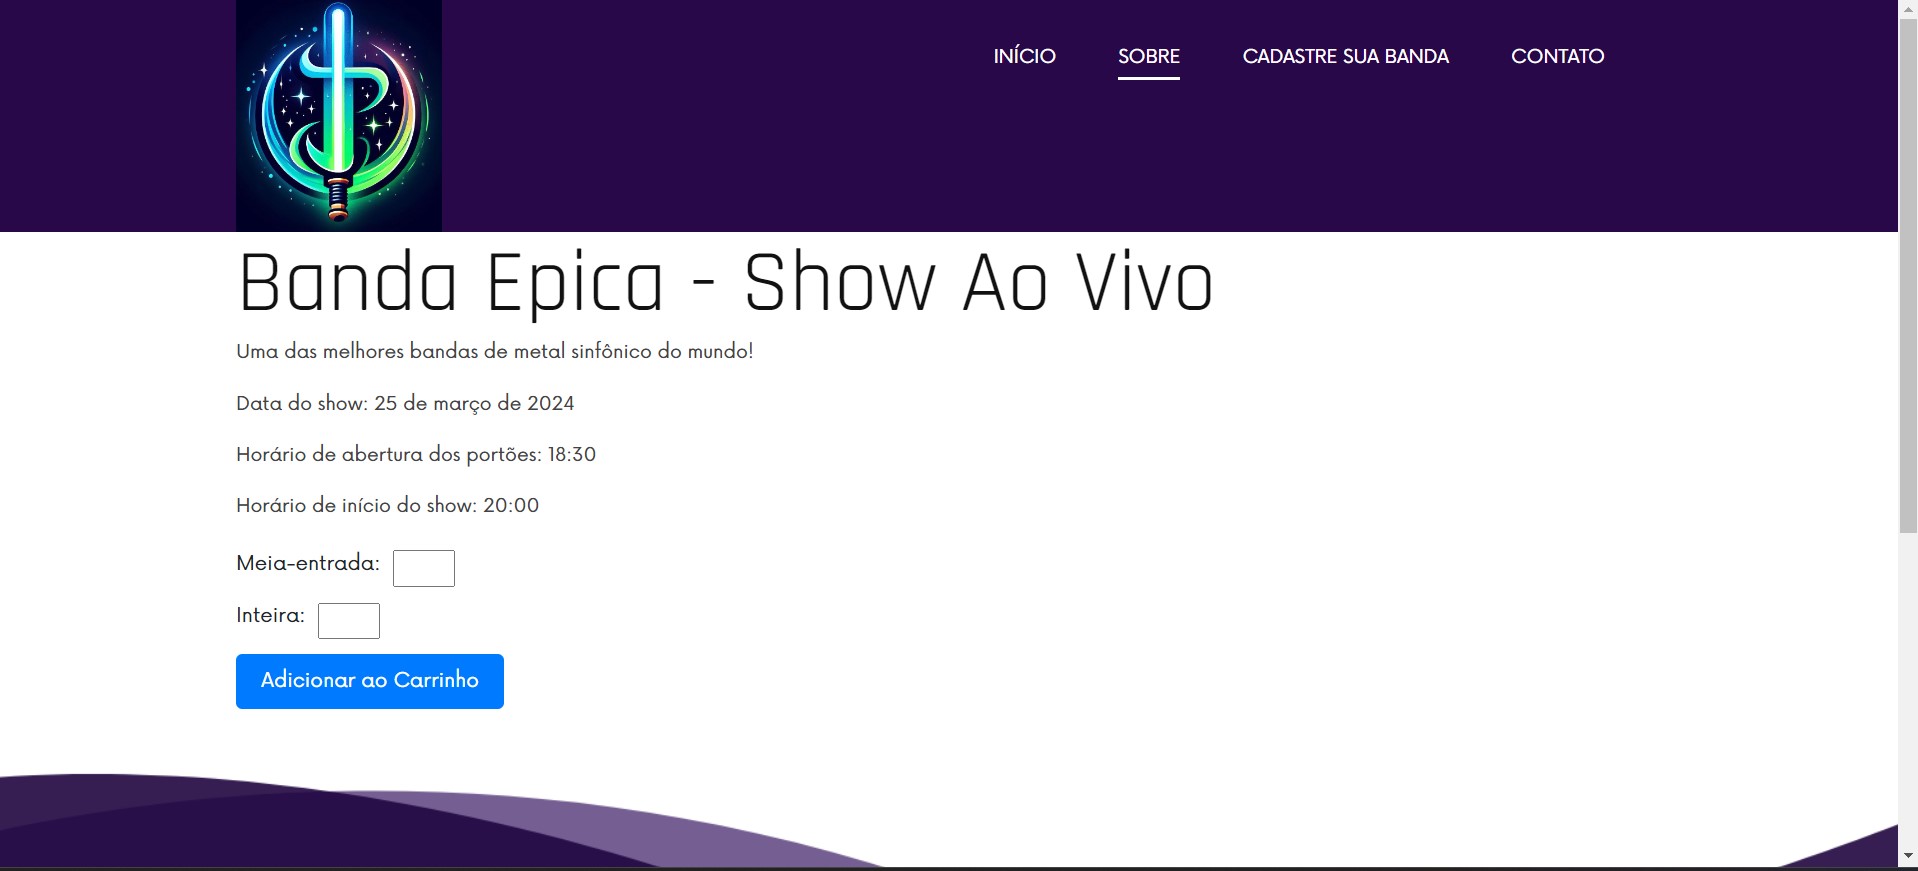 INÍCIO SOBRE CADASTRE SUA BANDA CONTATO
Banda Epica - Show Ao Vivo
Uma das melhores bandas de metal sinfônico do mundo!
Data do show: 25 de março de 2024
Horário de abertura dos portões: 18:30
Horário de início do show: 20:00
Meia-entrada:
Inteira:
Adicionar ao Carrinho